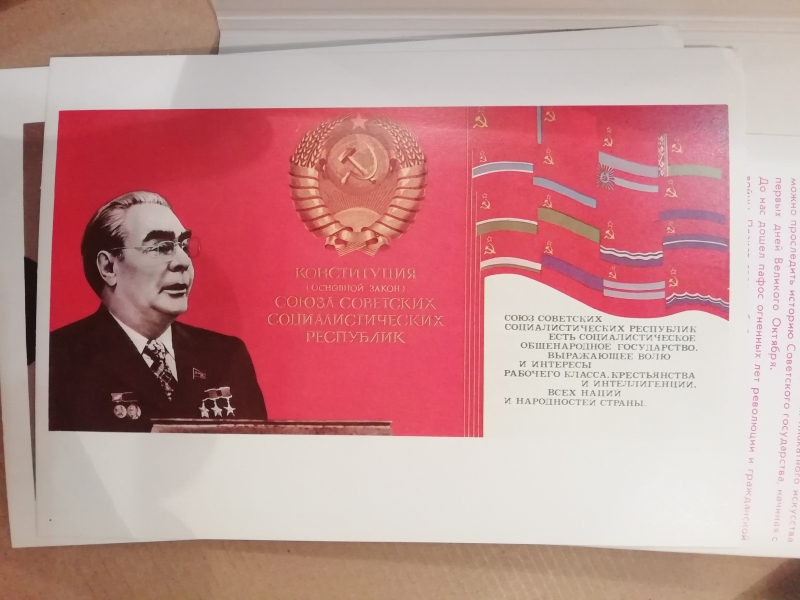 КОНСТИТУЦИЯ
(ОСНОВНОЙ ЗАКОН)
СОЮЗА СОВЕТСКИХ
СОЦИАЛИСТИЧЕСКИХ
РЕСПУБЛИК
СОЮЗ СОВЕТСКИХ
СОЦИАЛИСТИЧЕСКИХ РЕСПУБЛИК
ЕСТЬ СОЦИАЛИСТИЧЕСКОЕ
ОБЩЕНАРОДНОЕ ГОСУДАРСТВО,
ВЫРАЖАЮЩЕЕ ВОЛЮ
И ИНТЕРЕСЫ
РАБОЧЕГО КЛАССА, КРЕСТЬЯНСТВА
И ИНТЕЛЛИГЕНЦИИ,
ВСЕХ НАЦИЙ
И НАРОДНОСТЕЙ СТРАНЫ.
искусства
можно проследить историю Советского государства, начиная с
первых дней Великого Октября.
До нас дошел пафос огненных лет революции и гражданской